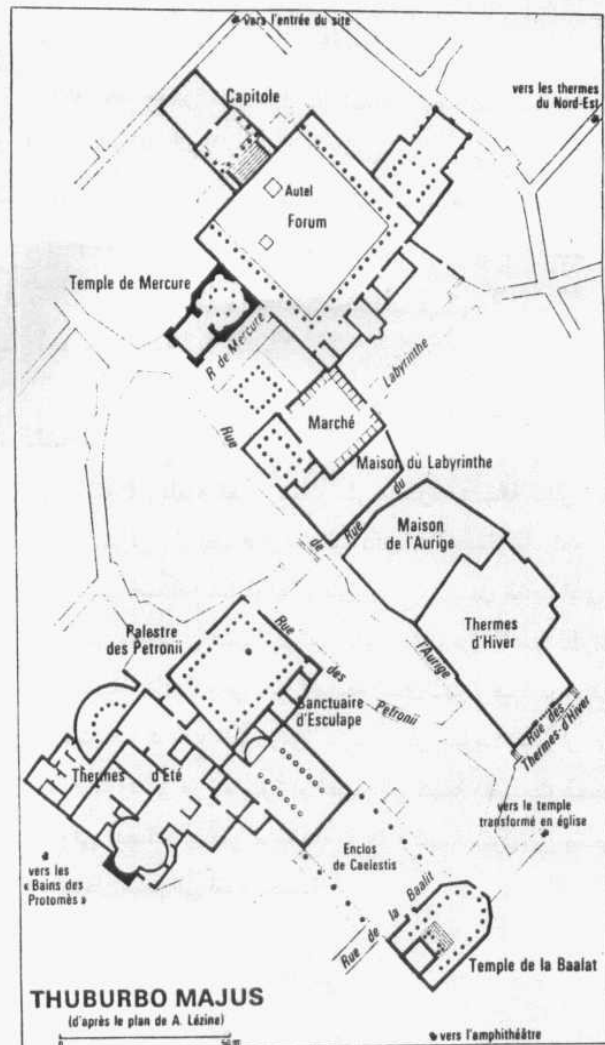 vers l'entrée du site
Capitole
vers les thermes
du Nord-Est
Autel
Forum
Temple de Mercure
R. de Mercure
Labyrinthe
Marché
Rue
Maison du Labyrinthe
du
Rue
de
Maison
de l'Aurige
Palestre
des Petronii
Rue
des
Petronii
l'Aurige
Thermes
d'Hiver
Sanctuaire
d'Esculape
Rue des
Thermes-d'Hiver
Thermes d'Eté
vers le temple
transformé en église
Enclos
de Caelestis
vers les
« Bains des
Protomès »
Rue de la Baalit
Temple de la Baalat
THUBURBO MAJUS
(d'après le plan de A. Lézine)
0
vers l'amphithéâtre